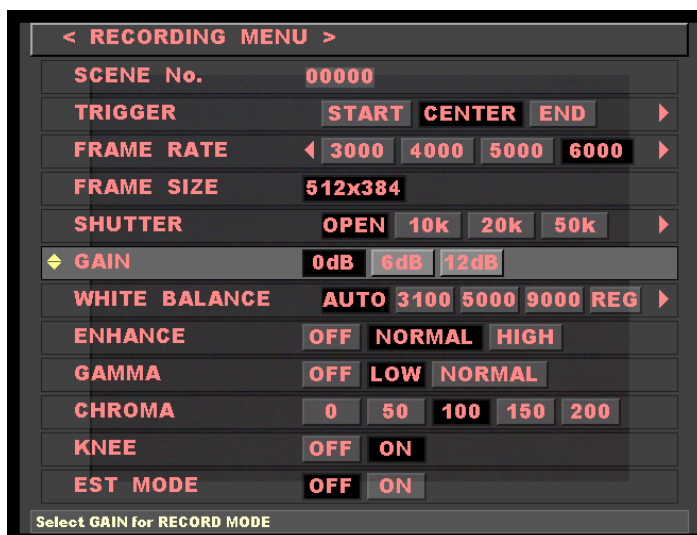 < RECORDING MENU >
SCENE No. 00000
TRIGGER START CENTER END
FRAME RATE 3000 4000 5000 6000
FRAME SIZE 512x384
SHUTTER OPEN 10k 20k 50k
GAIN 0dB 6dB 12dB
WHITE BALANCE AUTO 3100 5000 9000 REG
ENHANCE OFF NORMAL HIGH
GAMMA OFF LOW NORMAL
CHROMA 0 50 100 150 200
KNEE OFF ON
EST MODE OFF ON
Select GAIN for RECORD MODE